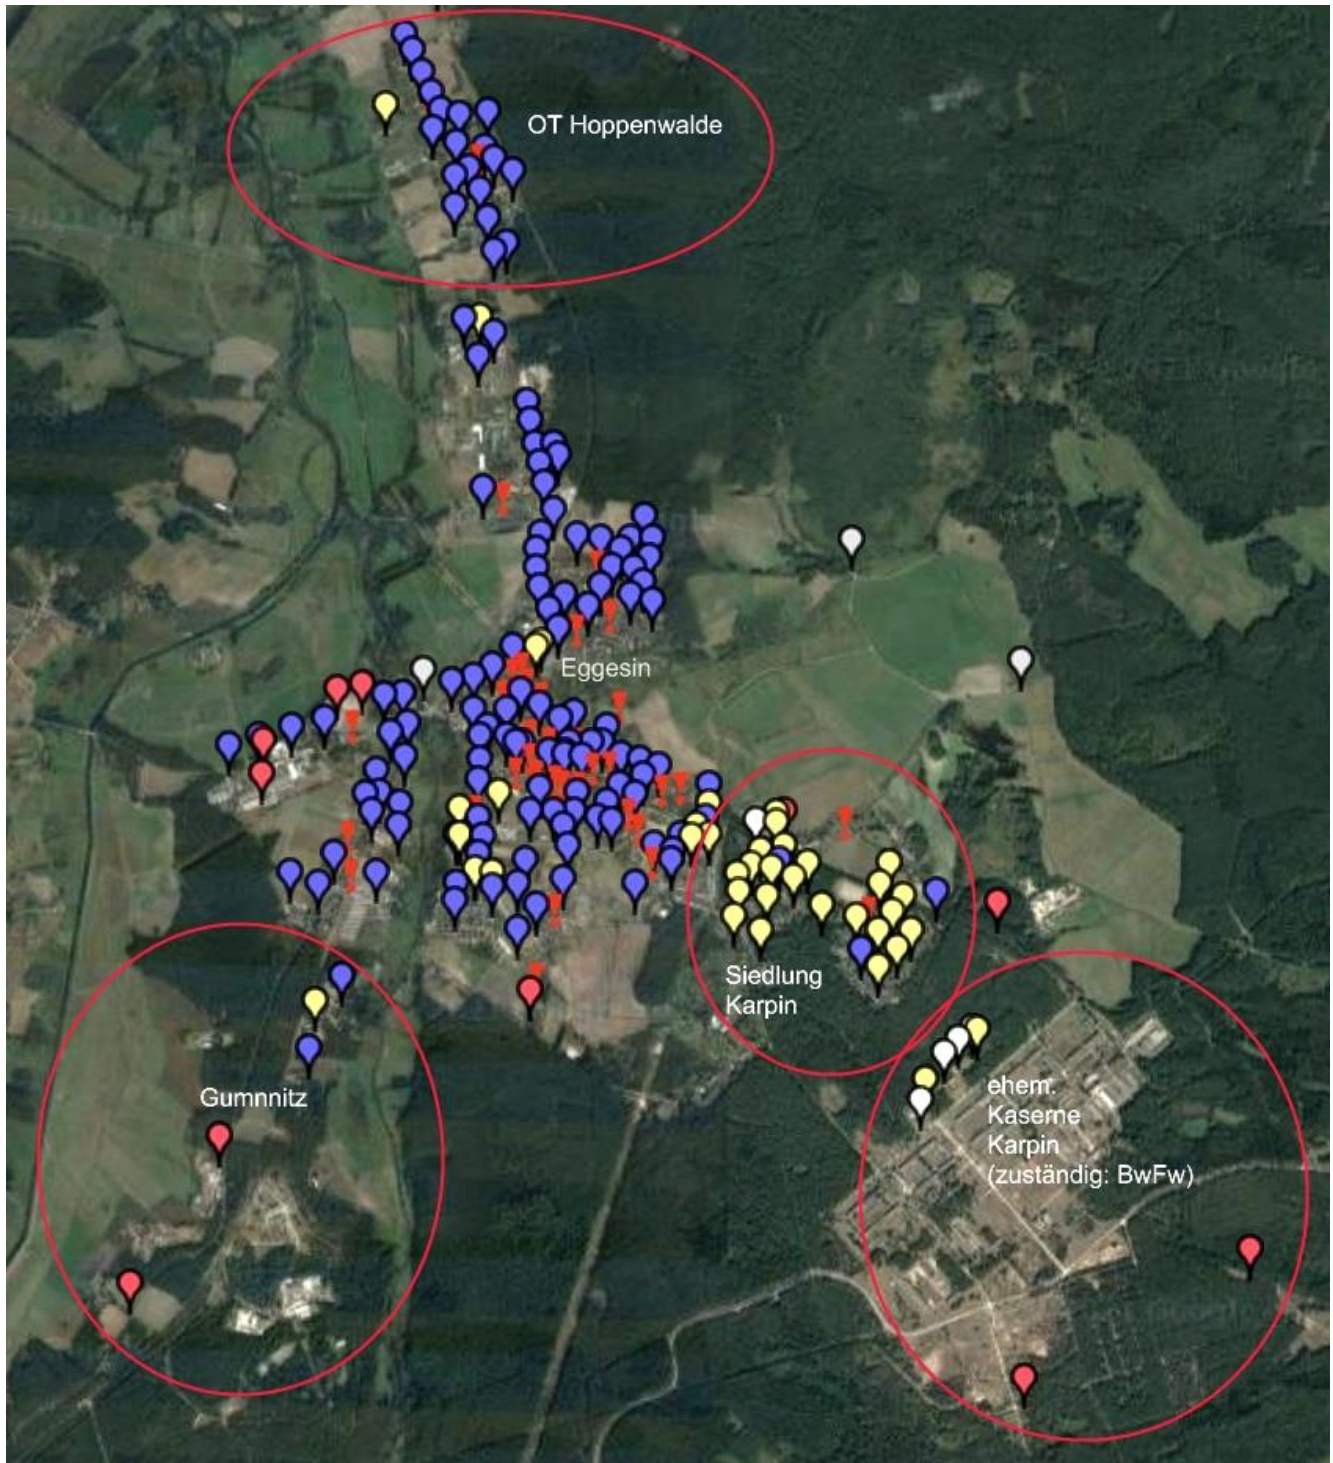 OT Hoppenwalde
Eggesin
Siedlung
Karpin
Gumnnitz
ehem.
Kaserne
Karpin
(zuständig: BwFw)